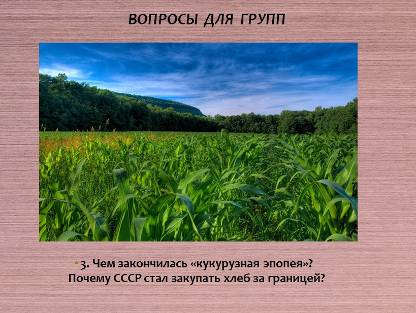 ВОПРОСЫ ДЛЯ ГРУПП
3. Чем закончилась «кукурузная эпопея»?
Почему СССР стал закупать хлеб за границей?